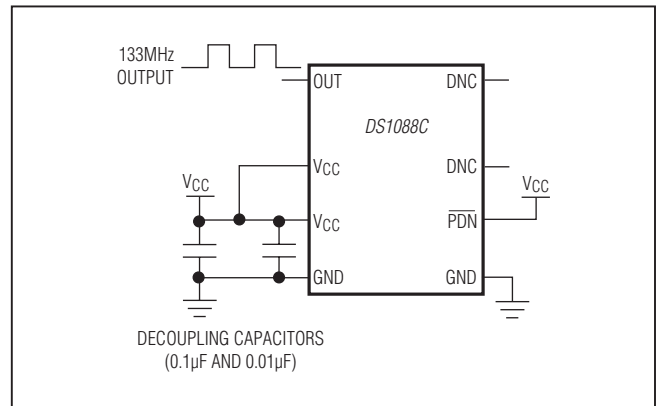 133MHz
OUTPUT
OUT
DNC
DS1088C
VCC
DNC
VCC
VCC
VCC
PDN
GND
GND
DECOUPLING CAPACITORS
(0.1µF AND 0.01µF)